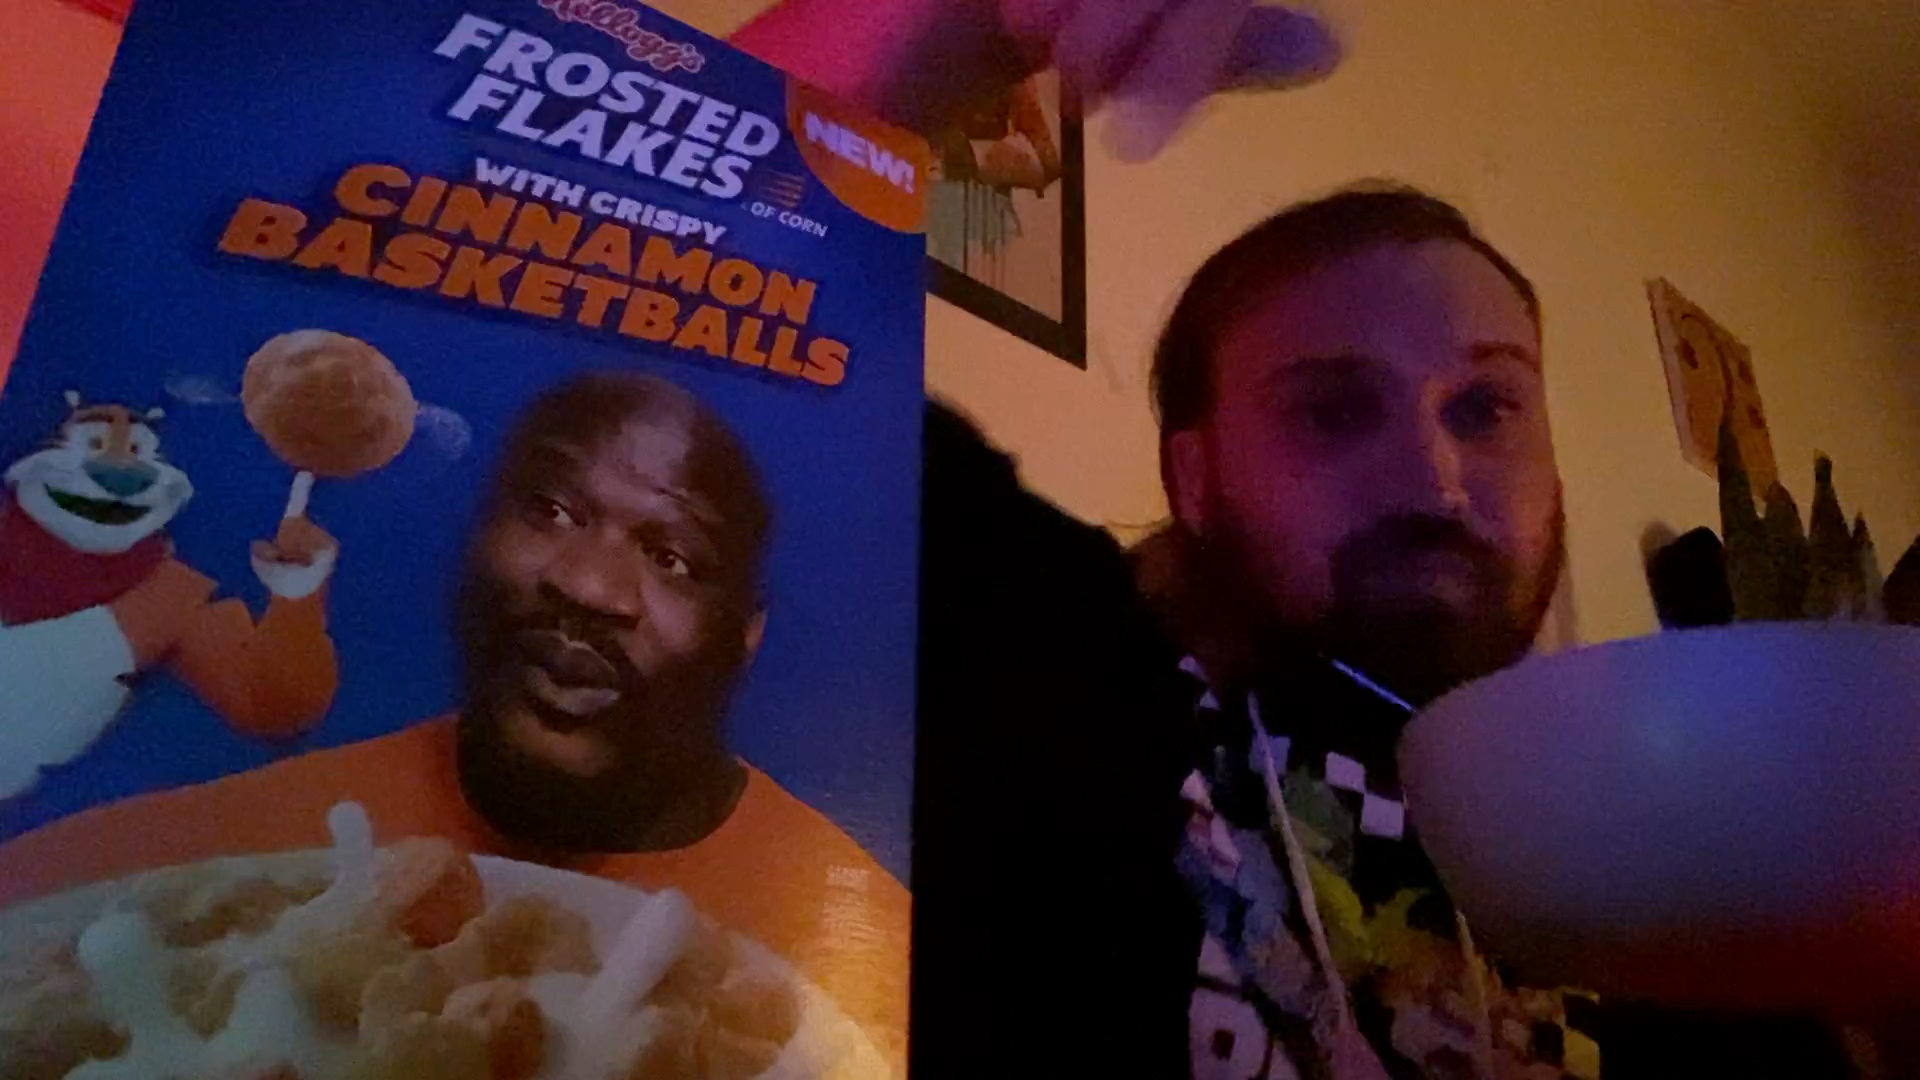 Kellogg's
FROSTED
FLAKES
OF CORN
WITH CRISPY
CINNAMON
BASKETBALLS
NEW!